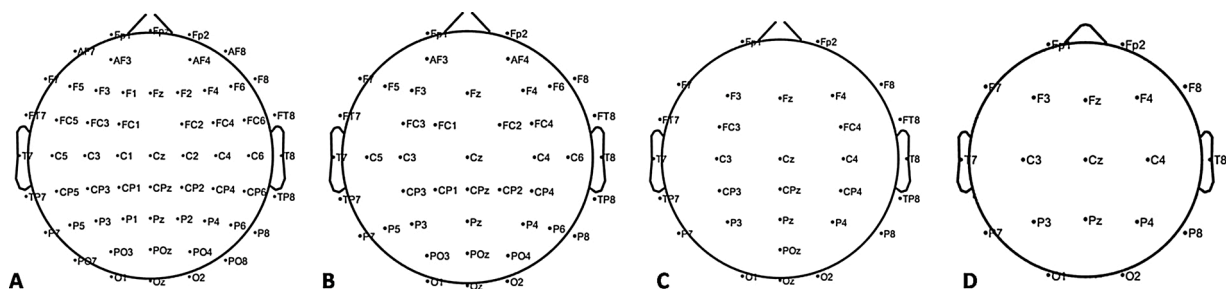 Fp1 Fpz Fp2
AF7 AF8
AF3 AF4
F7 F5 F3 F1 Fz F2 F4 F6 F8
FT7 FC5 FC3 FC1 FC2 FC4 FC6 FT8
T7 C5 C3 C1 Cz C2 C4 C6 T8
TP7 CP5 CP3 CP1 CPz CP2 CP4 CP6 TP8
P7 P5 P3 P1 Pz P2 P4 P6 P8
PO7 PO3 POz PO4 PO8
O1 Oz O2
A
Fp1 Fp2
AF3 AF4
F7 F5 F3 Fz F4 F6 F8
FT7 FC3 FC1 FC2 FC4 FT8
T7 C5 C3 Cz C4 C6 T8
TP7 CP3 CP1 CPz CP2 CP4 TP8
P7 P5 P3 Pz P4 P6 P8
PO3 POz PO4
O1 Oz O2
B
Fp1 Fp2
F7 F3 Fz F4 F8
FT7 FC3 FC4 FT8
T7 C3 Cz C4 T8
TP7 CP3 CPz CP4 TP8
P7 P3 Pz P4 P8
POz
O1 Oz O2
C
Fp1 Fp2
F7 F3 Fz F4 F8
T7 C3 Cz C4 T8
P7 P3 Pz P4 P8
O1 O2
D